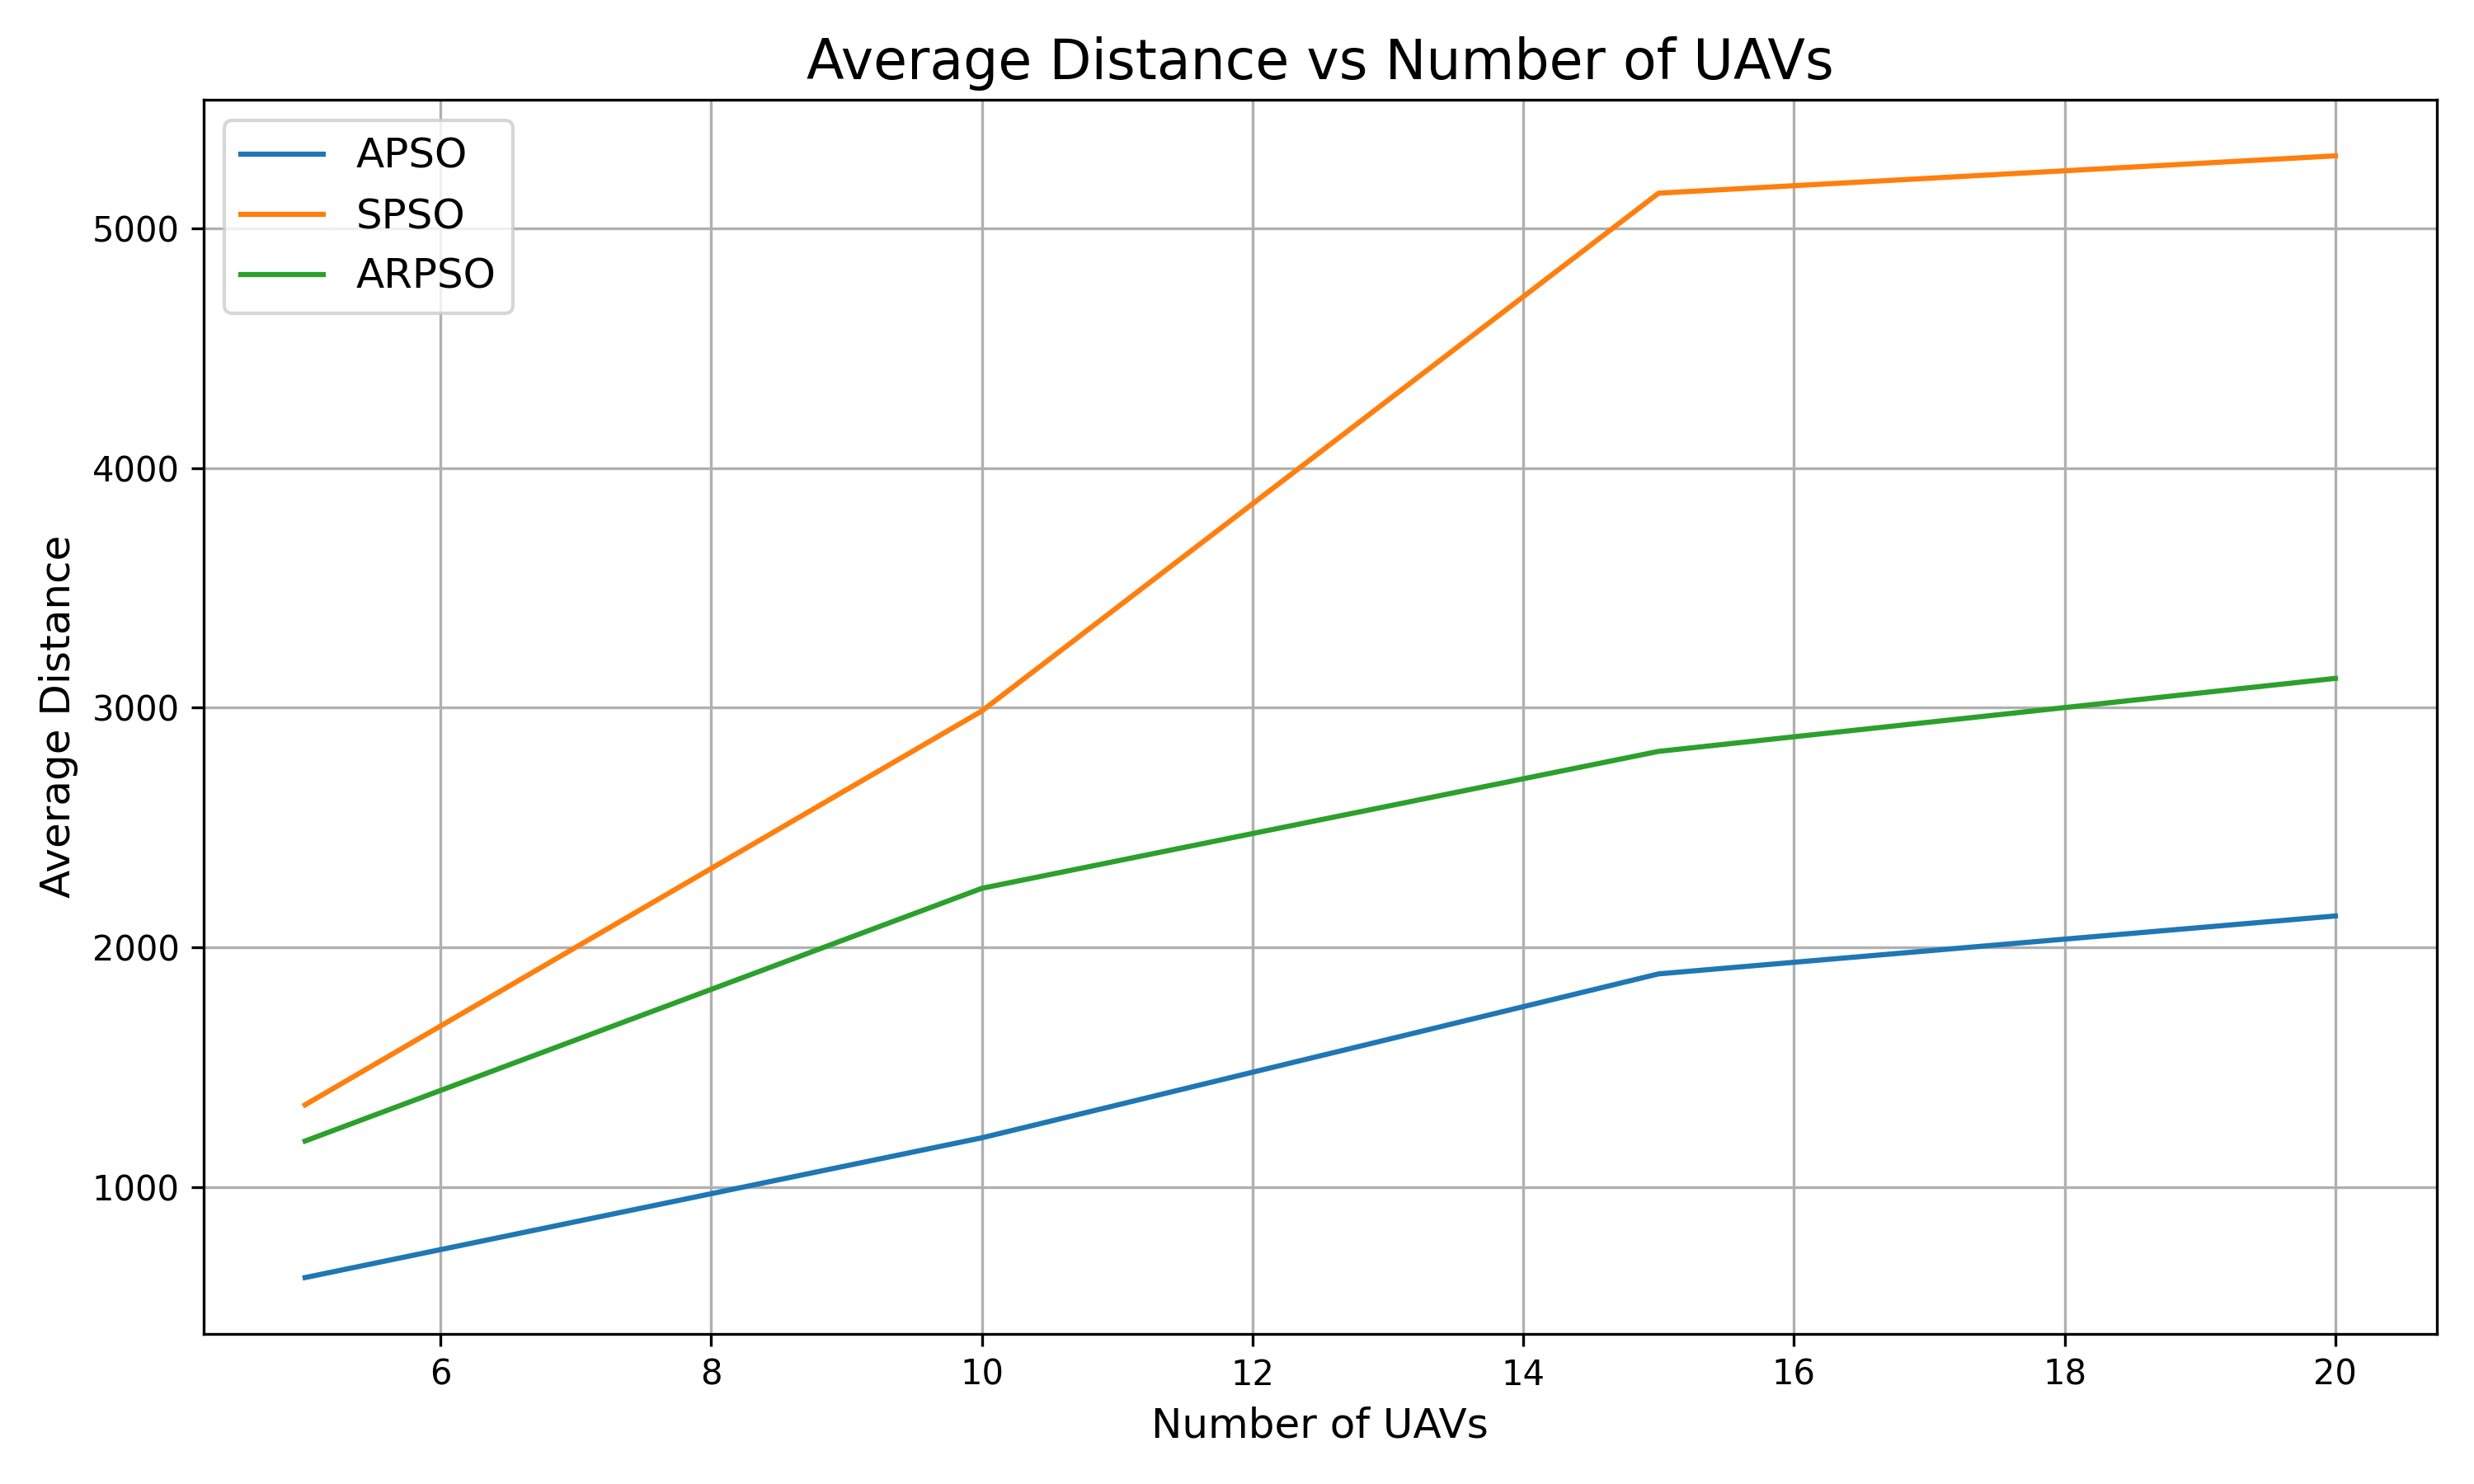 Average Distance vs Number of UAVs
APSO
SPSO
ARPSO
5000
4000
3000
2000
1000
Average Distance
6 8 10 12 14 16 18 20
Number of UAVs